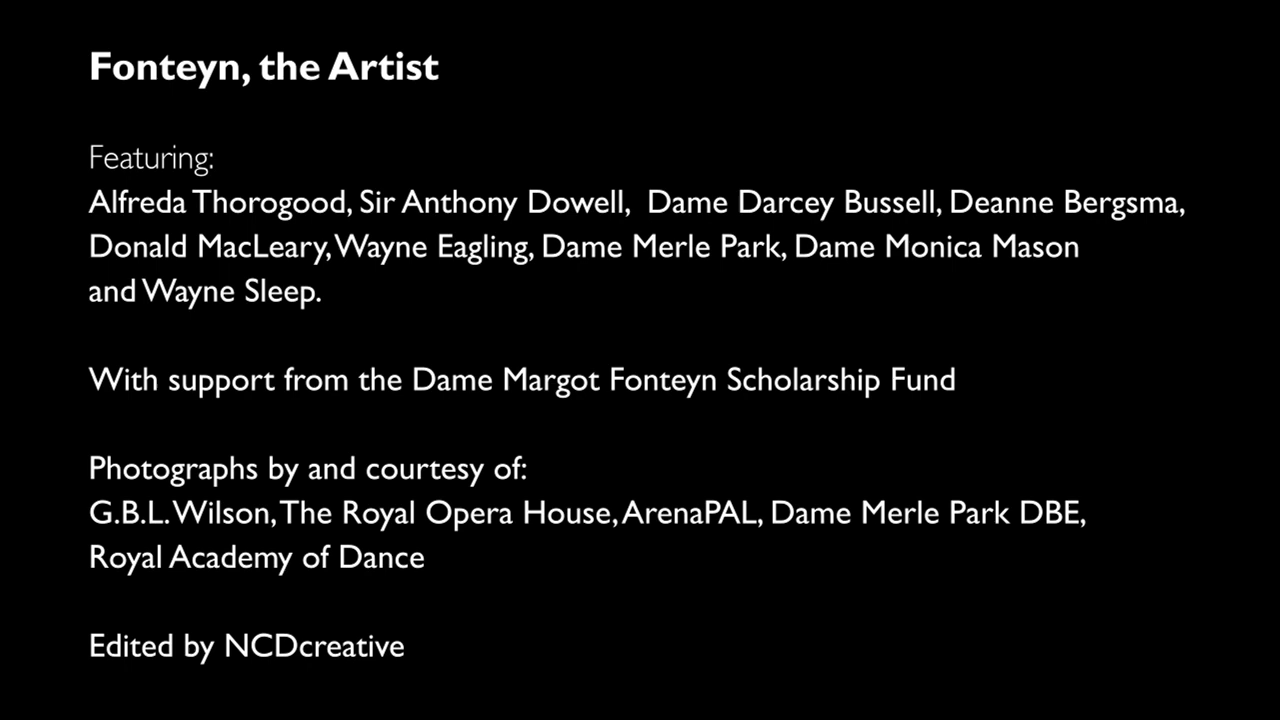 Fonteyn, the Artist
Featuring:
Alfreda Thorogood, Sir Anthony Dowell, Dame Darcey Bussell, Deanne Bergsma,
Donald MacLeary, Wayne Eagling, Dame Merle Park, Dame Monica Mason
and Wayne Sleep.
With support from the Dame Margot Fonteyn Scholarship Fund
Photographs by and courtesy of:
G.B.L. Wilson, The Royal Opera House, ArenaPAL, Dame Merle Park DBE,
Royal Academy of Dance
Edited by NCDcreative